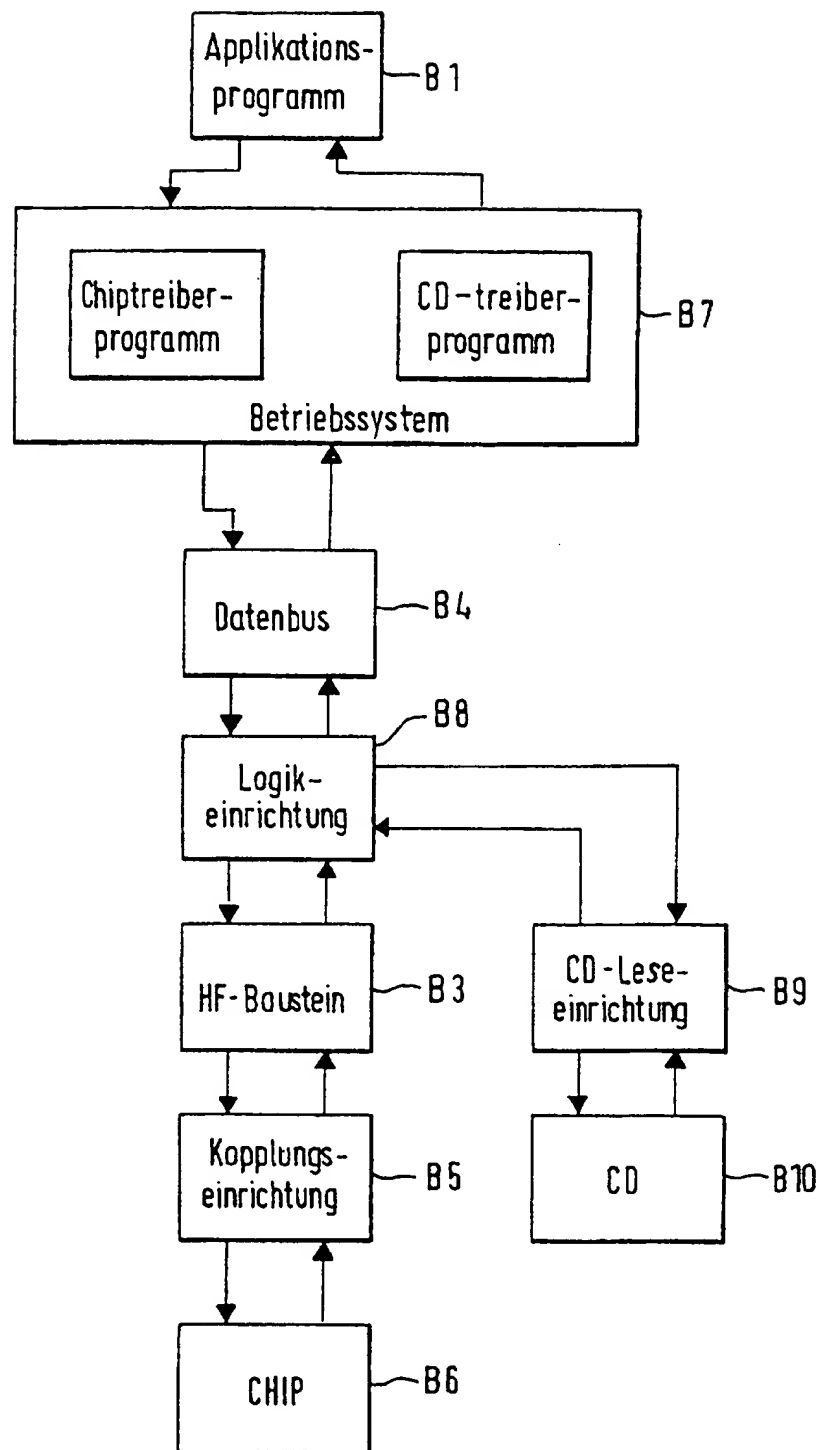 Applikations-
programm
B1
Chiptreiber-
programm
CD-treiber-
programm
B7
Betriebssystem
Datenbus
B4
B8
Logik-
einrichtung
HF-Baustein
B3
CD-Lese-
einrichtung
B9
Kopplungs-
einrichtung
B5
CD
B10
CHIP
B6